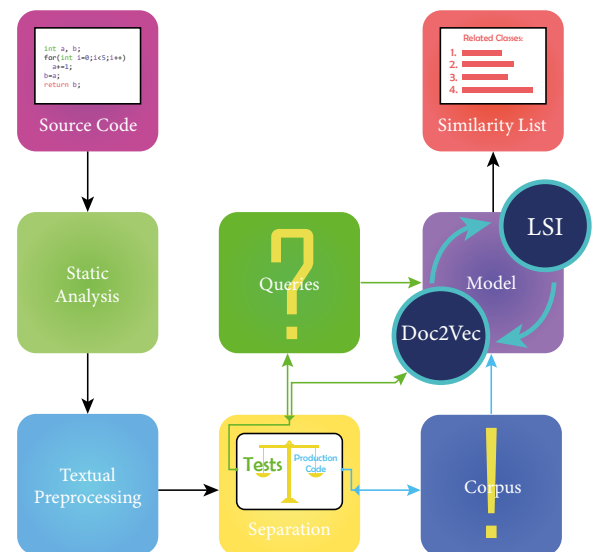 int a, b;
for(int i=0;i<5;i++)
a+=1;
b=a;
return b;
Source Code
Related Classes:
1.
2.
3.
4.
Similarity List
Static
Analysis
?
Queries
LSI
Model
Doc2Vec
Textual
Preprocessing
Tests
Production
Code
Separation
!
Corpus